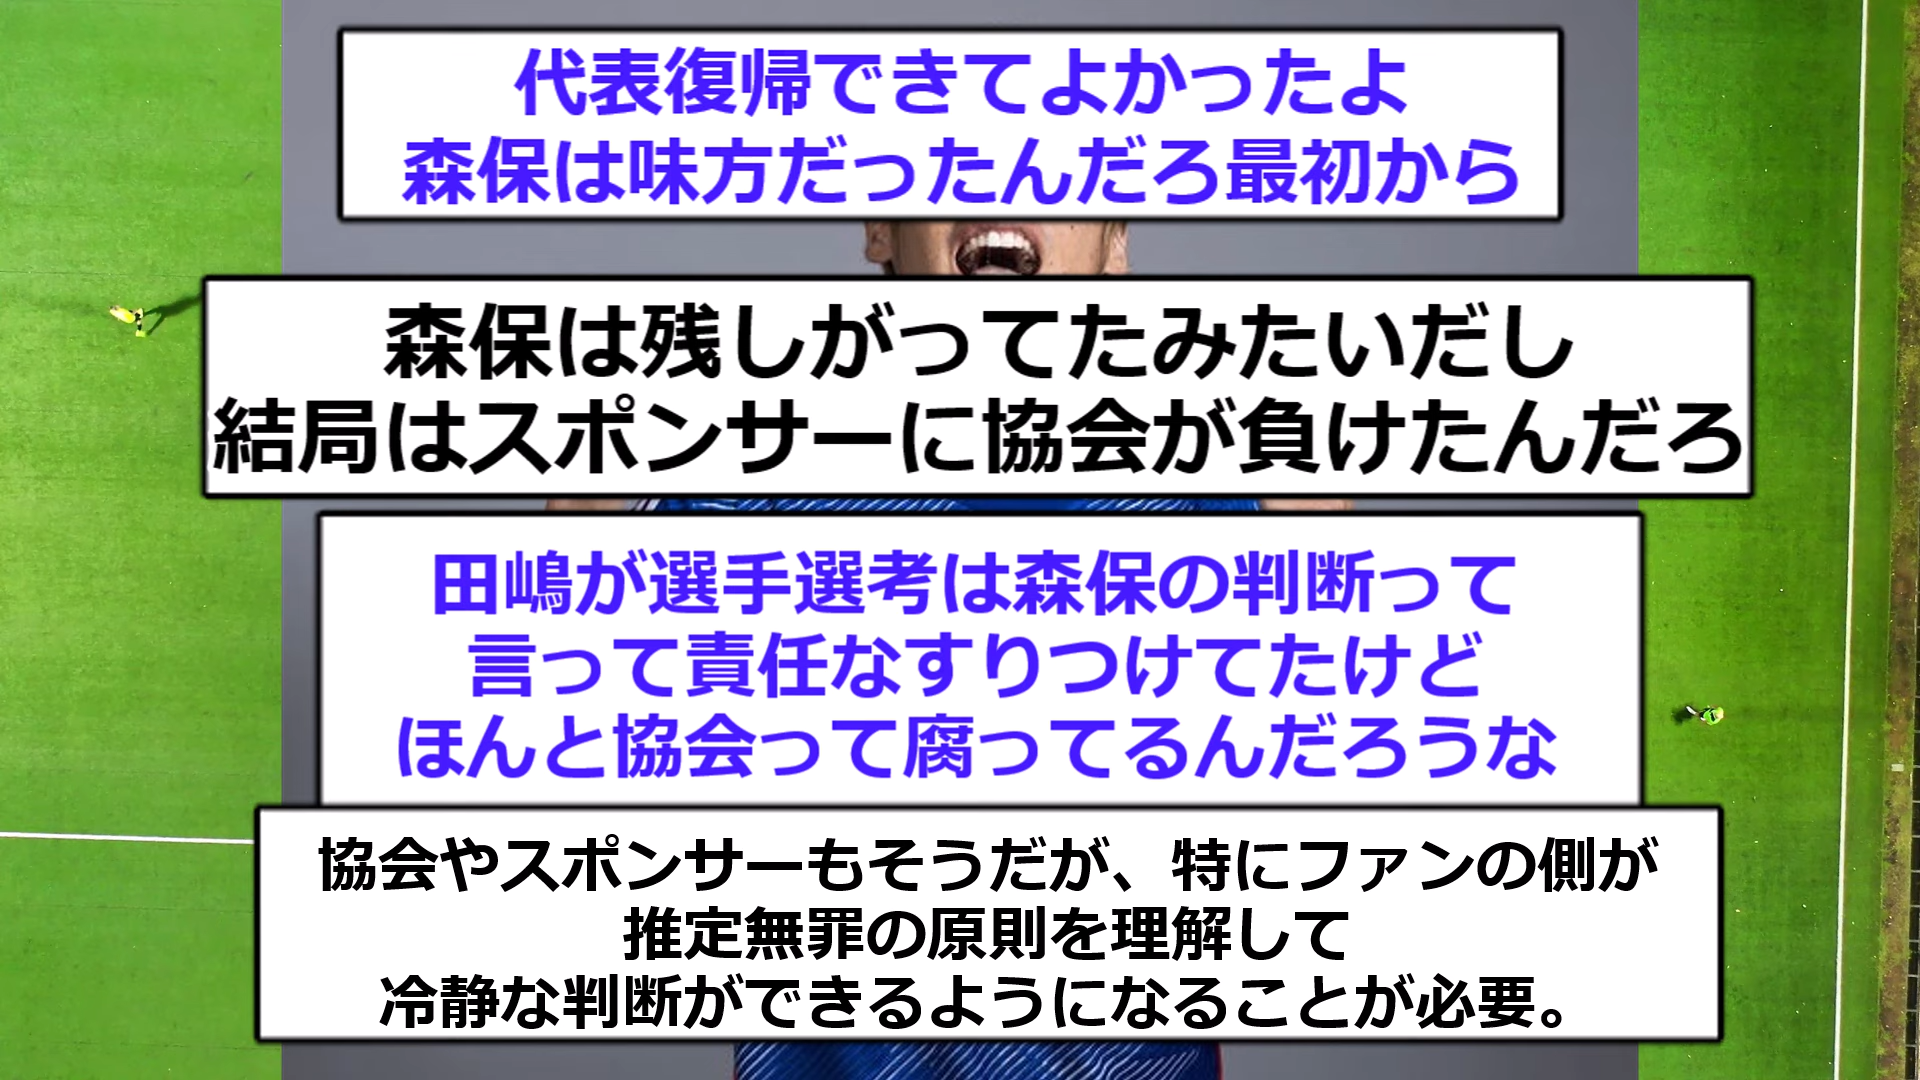 代表復帰できてよかったよ
森保は味方だったんだろ最初から
森保は残しがってたみたいだし
結局はスポンサーに協会が負けたんだろ
田嶋が選手選考は森保の判断って
言って責任なすりつけてたけど
ほんと協会って腐ってるんだろうな
協会やスポンサーもそうだが、特にファンの側が
推定無罪の原則を理解して
冷静な判断ができるようになることが必要。